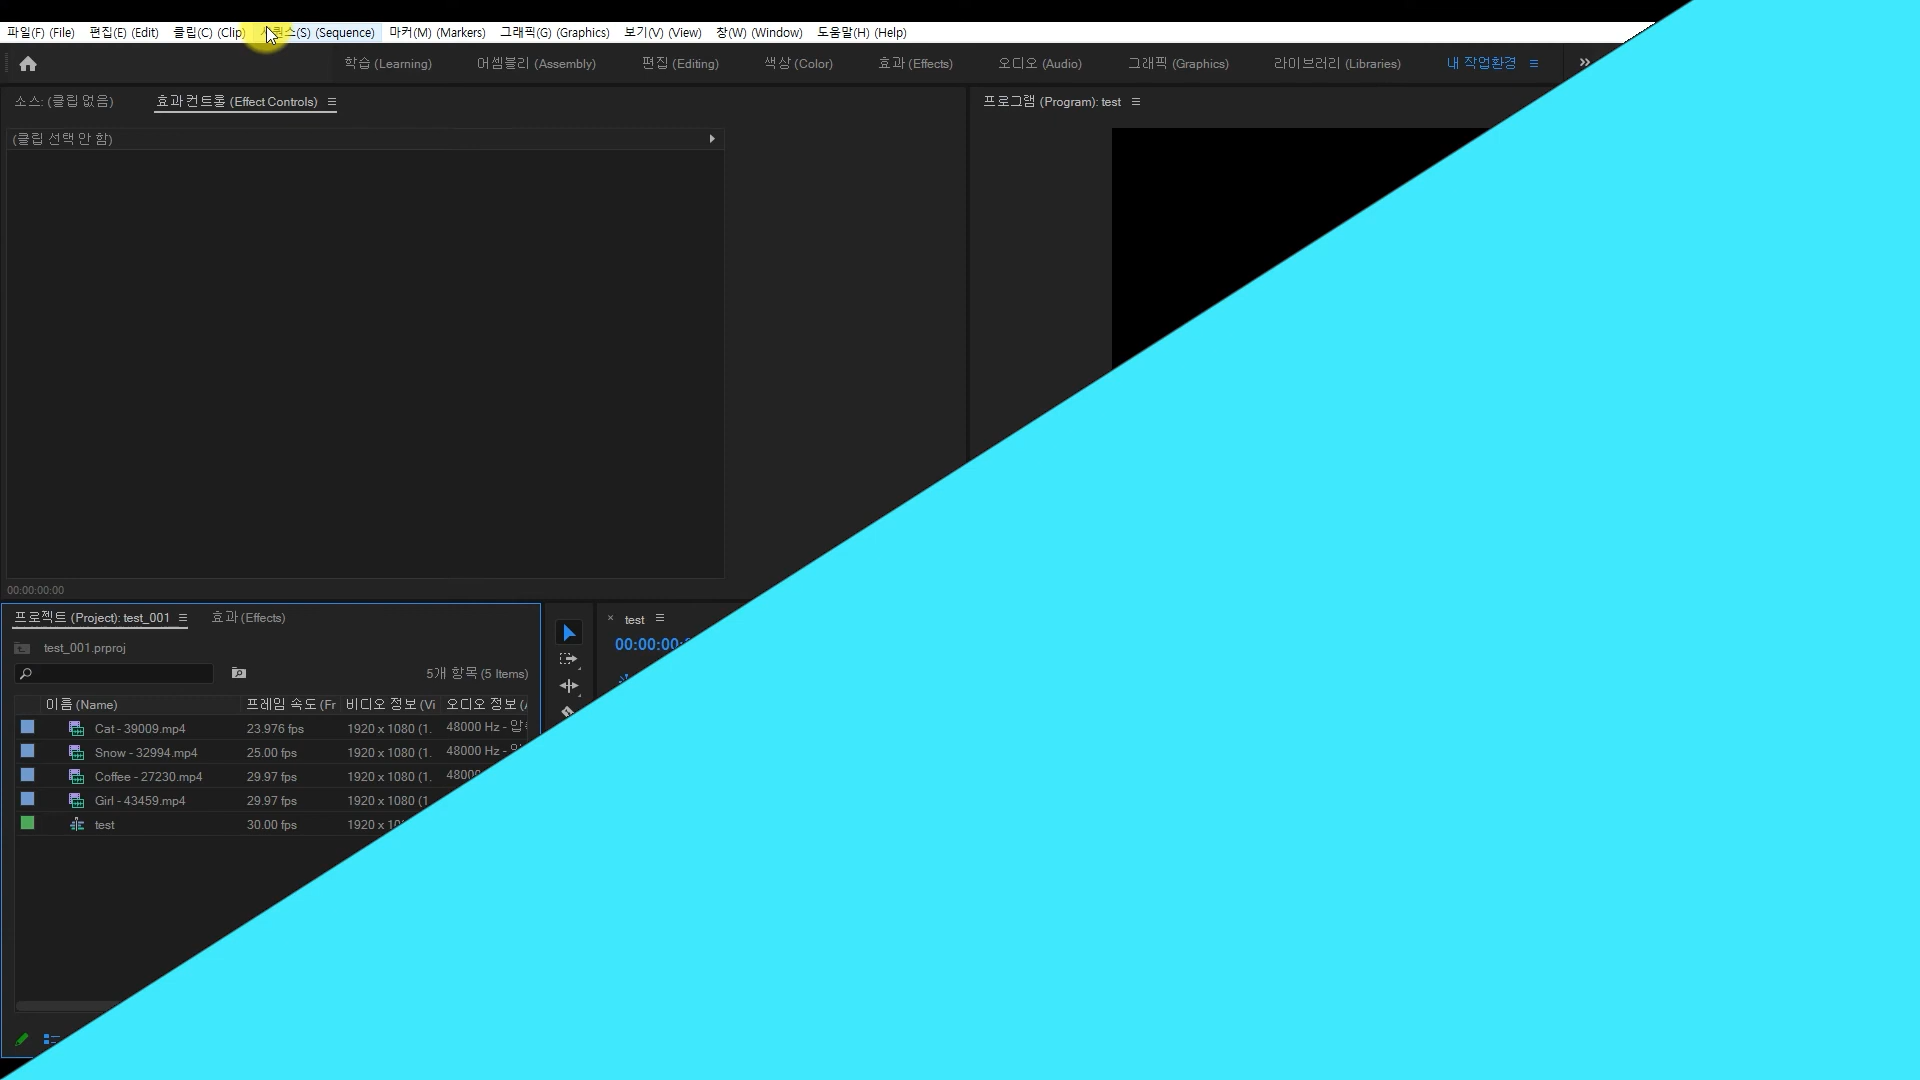 파일(F) (File) 편집(E) (Edit) 클립(C) (Clip) (S) (Sequence) 마커(M) (Markers) 그래픽(G) (Graphics) 보기(V) (View) 창(W) (Window) 도움말(H) (Help)
학습 (Learning) 어셈블리 (Assembly) 편집 (Editing) 색상 (Color) 효과 (Effects) 오디오 (Audio) 그래픽 (Graphics) 라이브러리 (Libraries) 내 작업환경
소스: (클립 없음) 효과 컨트롤 (Effect Controls) 프로그램 (Program): test
(클립 선택 안 함)
00:00:00:00
프로젝트 (Project): test_001 효과 (Effects) × test
00:00:00:
test_001.prproj
5개 항목 (5 Items)
이름 (Name) 프레임 속도 (Fr 비디오 정보 (Vi 오디오 정보 (
Cat - 39009.mp4 23.976 fps 1920 x 1080 (1. 48000 Hz - 압
Snow - 32994.mp4 25.00 fps 1920 x 1080 (1. 48000 Hz -
Coffee - 27230.mp4 29.97 fps 1920 x 1080 (1. 48000
Girl - 43459.mp4 29.97 fps 1920 x 1080 (1
test 30.00 fps 1920 x